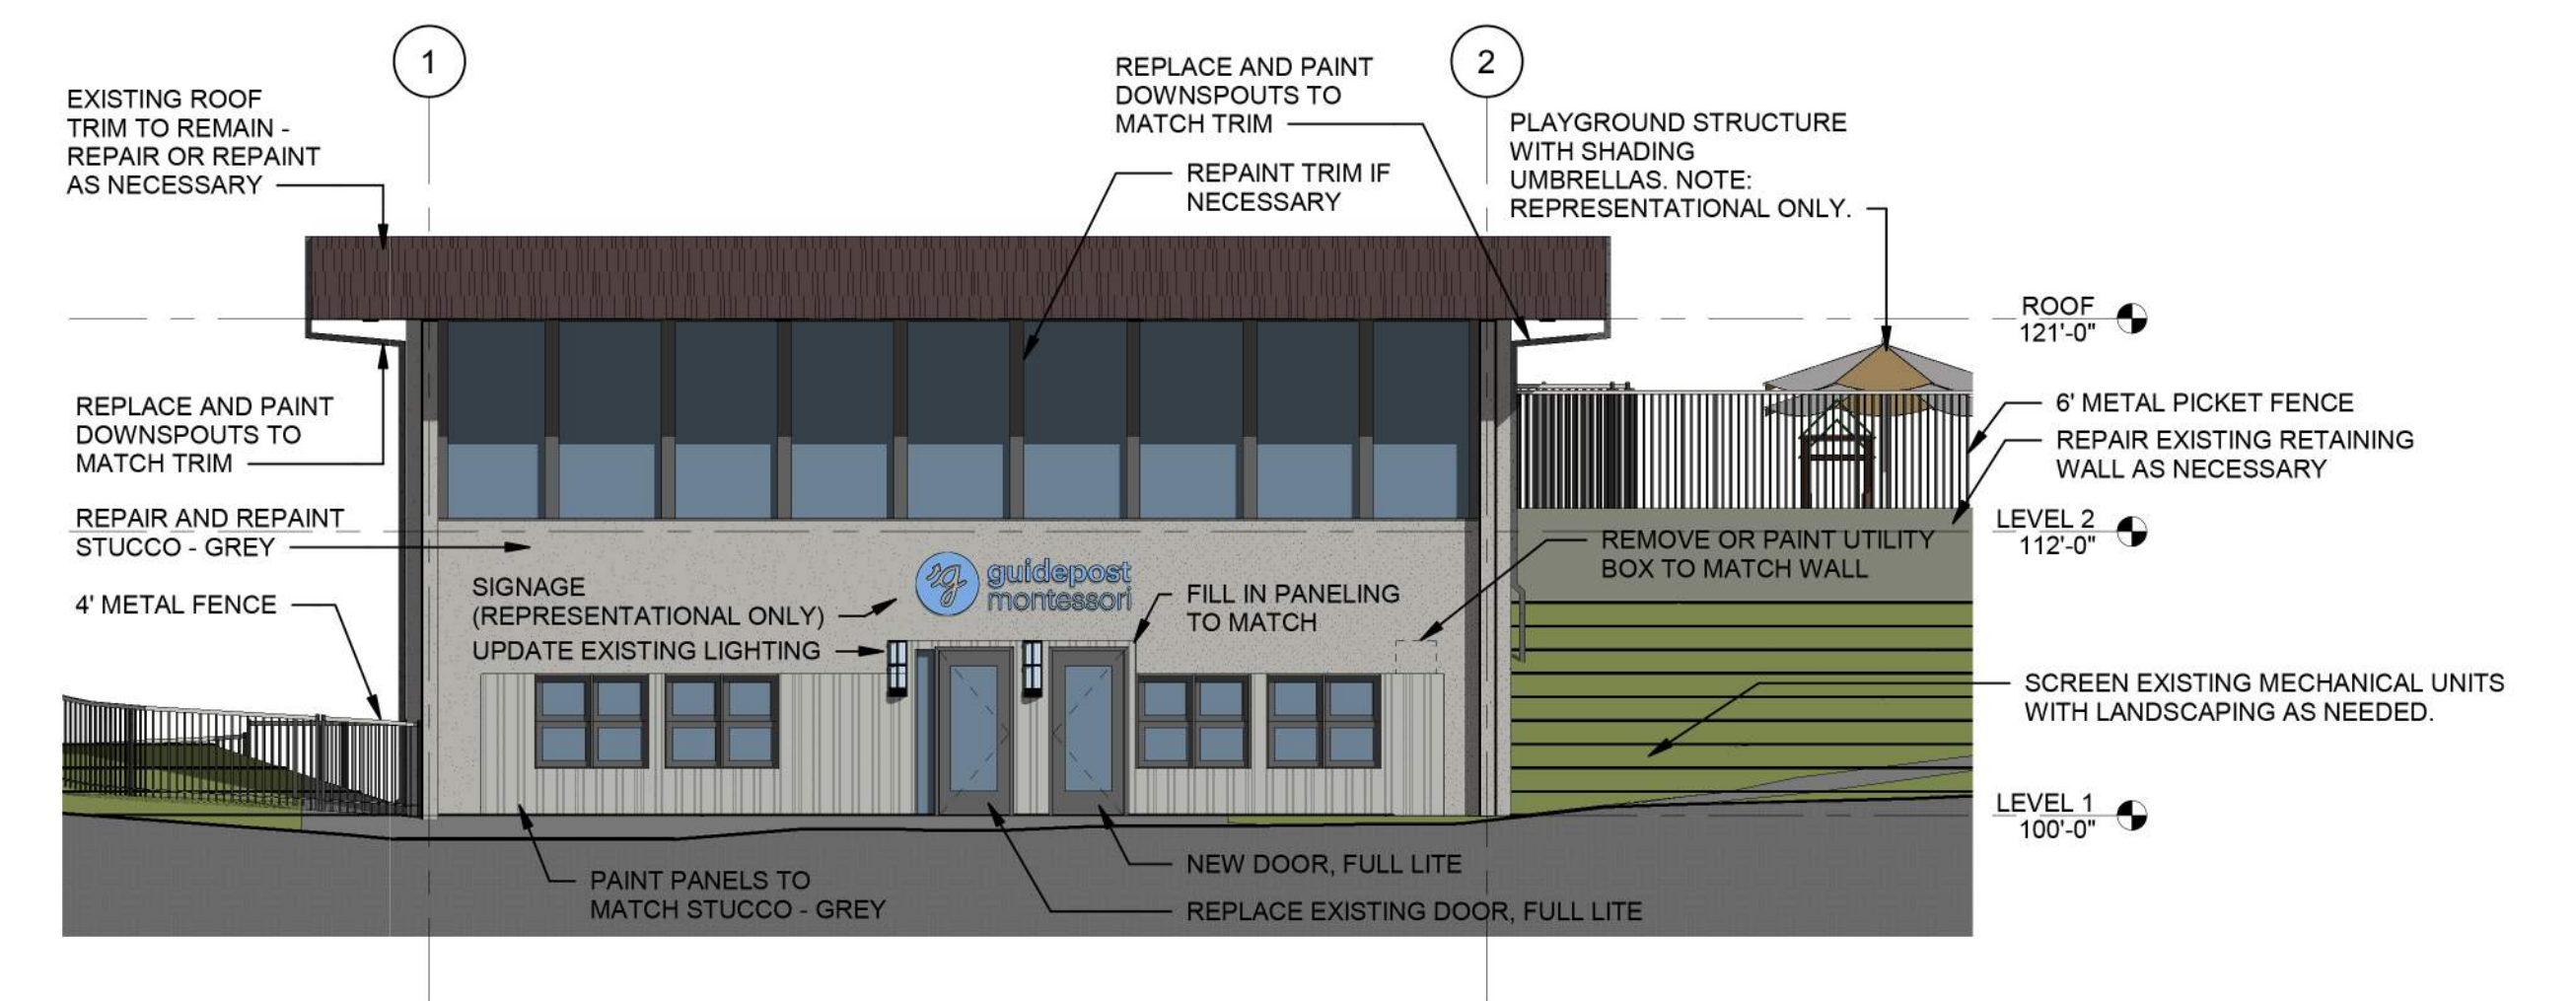 1
2
EXISTING ROOF
TRIM TO REMAIN -
REPAIR OR REPAINT
AS NECESSARY
REPLACE AND PAINT
DOWNSPOUTS TO
MATCH TRIM
REPAINT TRIM IF
NECESSARY
PLAYGROUND STRUCTURE
WITH SHADING
UMBRELLAS. NOTE:
REPRESENTATIONAL ONLY.
ROOF
121'-0"
REPLACE AND PAINT
DOWNSPOUTS TO
MATCH TRIM
6' METAL PICKET FENCE
REPAIR EXISTING RETAINING
WALL AS NECESSARY
REPAIR AND REPAINT
STUCCO - GREY
LEVEL 2
112'-0"
REMOVE OR PAINT UTILITY
BOX TO MATCH WALL
4' METAL FENCE
SIGNAGE
(REPRESENTATIONAL ONLY)
g
guidepost
montessori
FILL IN PANELING
TO MATCH
UPDATE EXISTING LIGHTING
SCREEN EXISTING MECHANICAL UNITS
WITH LANDSCAPING AS NEEDED.
LEVEL 1
100'-0"
PAINT PANELS TO
MATCH STUCCO - GREY
NEW DOOR, FULL LITE
REPLACE EXISTING DOOR, FULL LITE